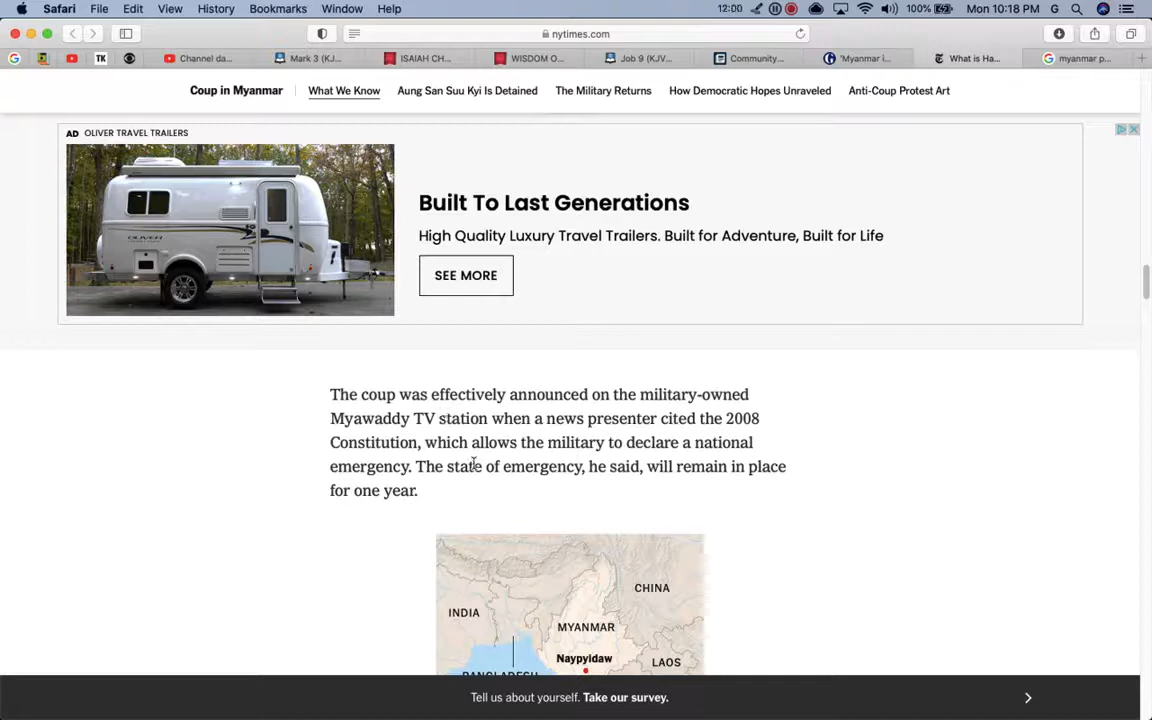 Safari File Edit View History Bookmarks Window Help 12:00 100% Mon 10:18 PM G
nytimes.com
G TK Channel da... Mark 3 (KJ... ISAIAH CH... WISDOM O... Job 9 (KJV... Community... 'Myanmar i... What is Ha... myanmar p...
Coup in Myanmar What We Know Aung San Suu Kyi Is Detained The Military Returns How Democratic Hopes Unraveled Anti-Coup Protest Art
AD OLIVER TRAVEL TRAILERS
OLIVER
Built To Last Generations
High Quality Luxury Travel Trailers. Built for Adventure, Built for Life
SEE MORE
The coup was effectively announced on the military-owned
Myawaddy TV station when a news presenter cited the 2008
Constitution, which allows the military to declare a national
emergency. The state of emergency, he said, will remain in place
for one year.
CHINA
INDIA
MYANMAR
Naypyidaw
LAOS
BANGLADESH
Tell us about yourself. Take our survey.